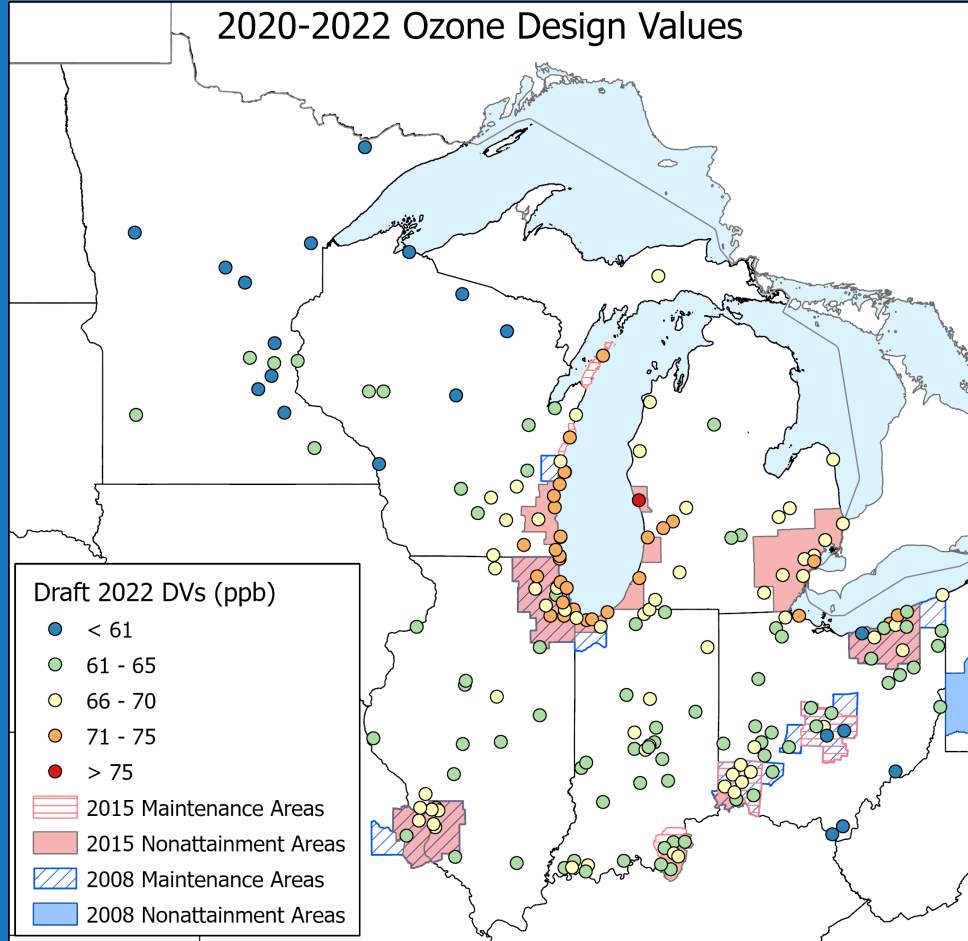 2020-2022 Ozone Design Values
Draft 2022 DVs (ppb)
< 61
61 - 65
66 - 70
71 - 75
> 75
2015 Maintenance Areas
2015 Nonattainment Areas
2008 Maintenance Areas
2008 Nonattainment Areas